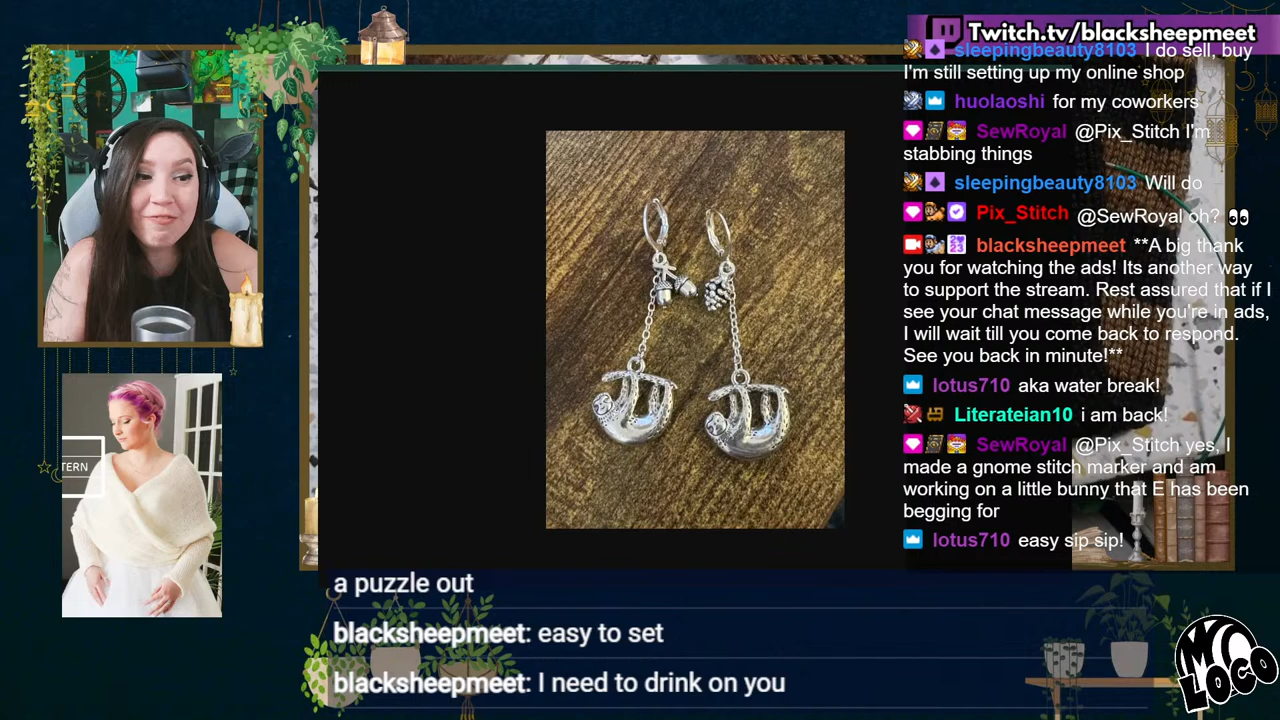 Twitch.tv/blacksheepmeet
sleepingbeauty8103 I do sell, buy
I'm still setting up my online shop
huolaoshi for my coworkers
SewRoyal @Pix_Stitch I'm
stabbing things
sleepingbeauty8103 Will do
Pix_Stitch @SewRoyal oh? 👀
blacksheepmeet **A big thank
you for watching the ads! Its another way
to support the stream. Rest assured that if I
see your chat message while you're in ads,
I will wait till you come back to respond.
See you back in minute!**
lotus710 aka water break!
Literateian10 i am back!
SewRoyal @Pix_Stitch yes, I
made a gnome stitch marker and am
working on a little bunny that E has been
begging for
lotus710 easy sip sip!
TERN
a puzzle out
blacksheepmeet: easy to set
blacksheepmeet: I need to drink on you
MC
LOCO